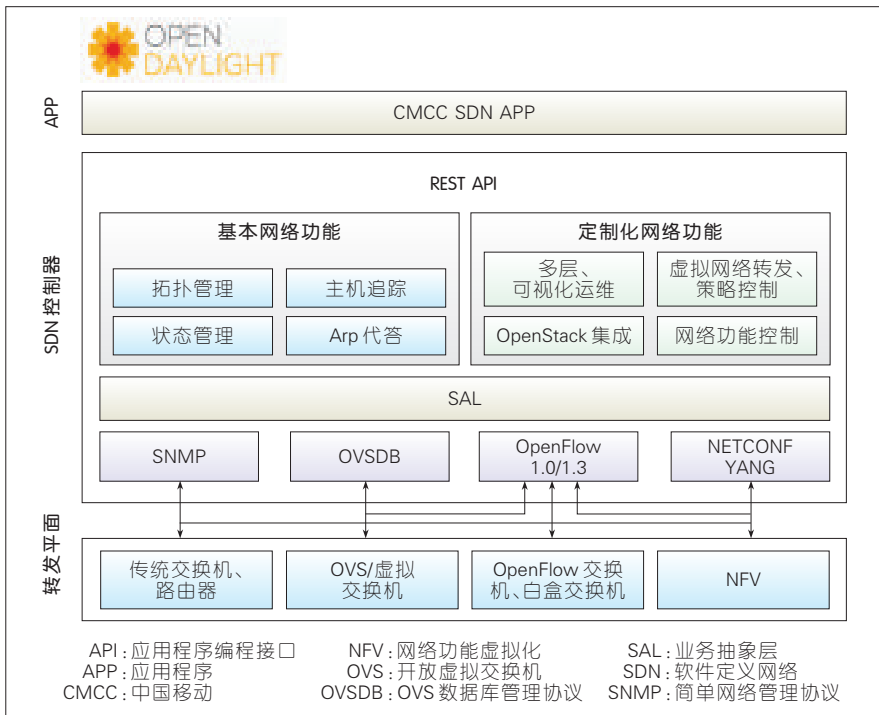 OPEN
DAYLIGHT
APP
CMCC SDN APP
SDN 控制器
REST API
基本网络功能
拓扑管理
主机追踪
状态管理
Arp 代答
定制化网络功能
多层、
可视化运维
虚拟网络转发、
策略控制
OpenStack 集成
网络功能控制
SAL
SNMP
OVSDB
OpenFlow
1.0/1.3
NETCONF
YANG
转发平面
传统交换机、
路由器
OVS/虚拟
交换机
OpenFlow 交换
机、白盒交换机
NFV
API:应用程序编程接口
NFV:网络功能虚拟化
SAL:业务抽象层
APP:应用程序
OVS:开放虚拟交换机
SDN:软件定义网络
CMCC:中国移动
OVSDB:OVS 数据库管理协议
SNMP:简单网络管理协议